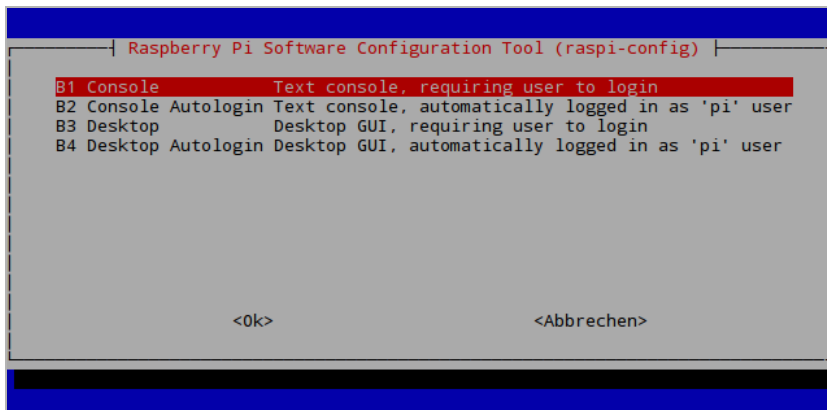 Raspberry Pi Software Configuration Tool (raspi-config)
B1 Console Text console, requiring user to login
B2 Console Autologin Text console, automatically logged in as 'pi' user
B3 Desktop Desktop GUI, requiring user to login
B4 Desktop Autologin Desktop GUI, automatically logged in as 'pi' user
<Ok> <Abbrechen>